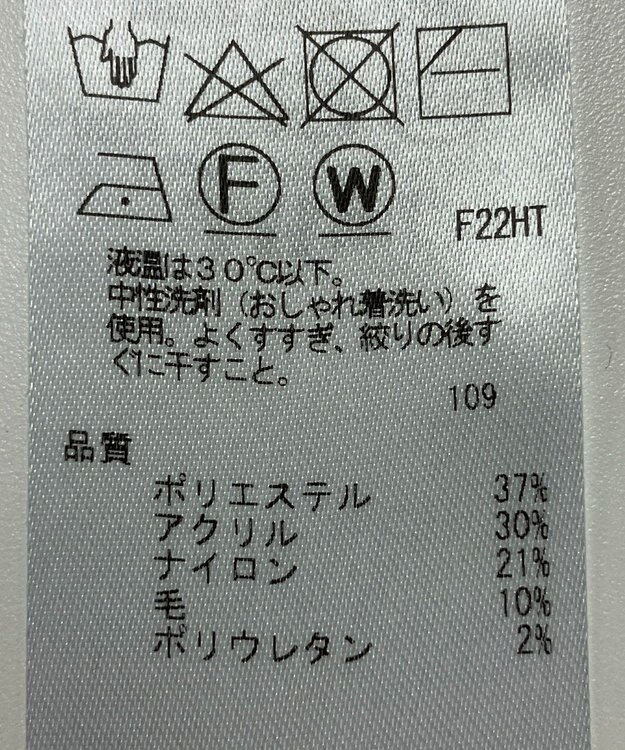 F W
F22HT
液温は30℃以下。
中性洗剤（おしゃれ着洗い）を
使用。よくすすぎ、絞りの後す
ぐに干すこと。
109
品質
ポリエステル 37%
アクリル 30%
ナイロン 21%
毛 10%
ポリウレタン 2%